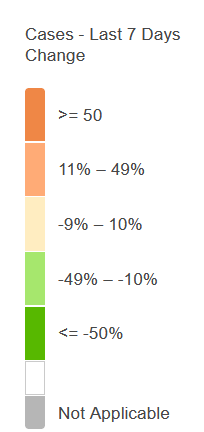 Cases - Last 7 Days
Change
>= 50
11% – 49%
-9% – 10%
-49% – -10%
<= -50%
Not Applicable